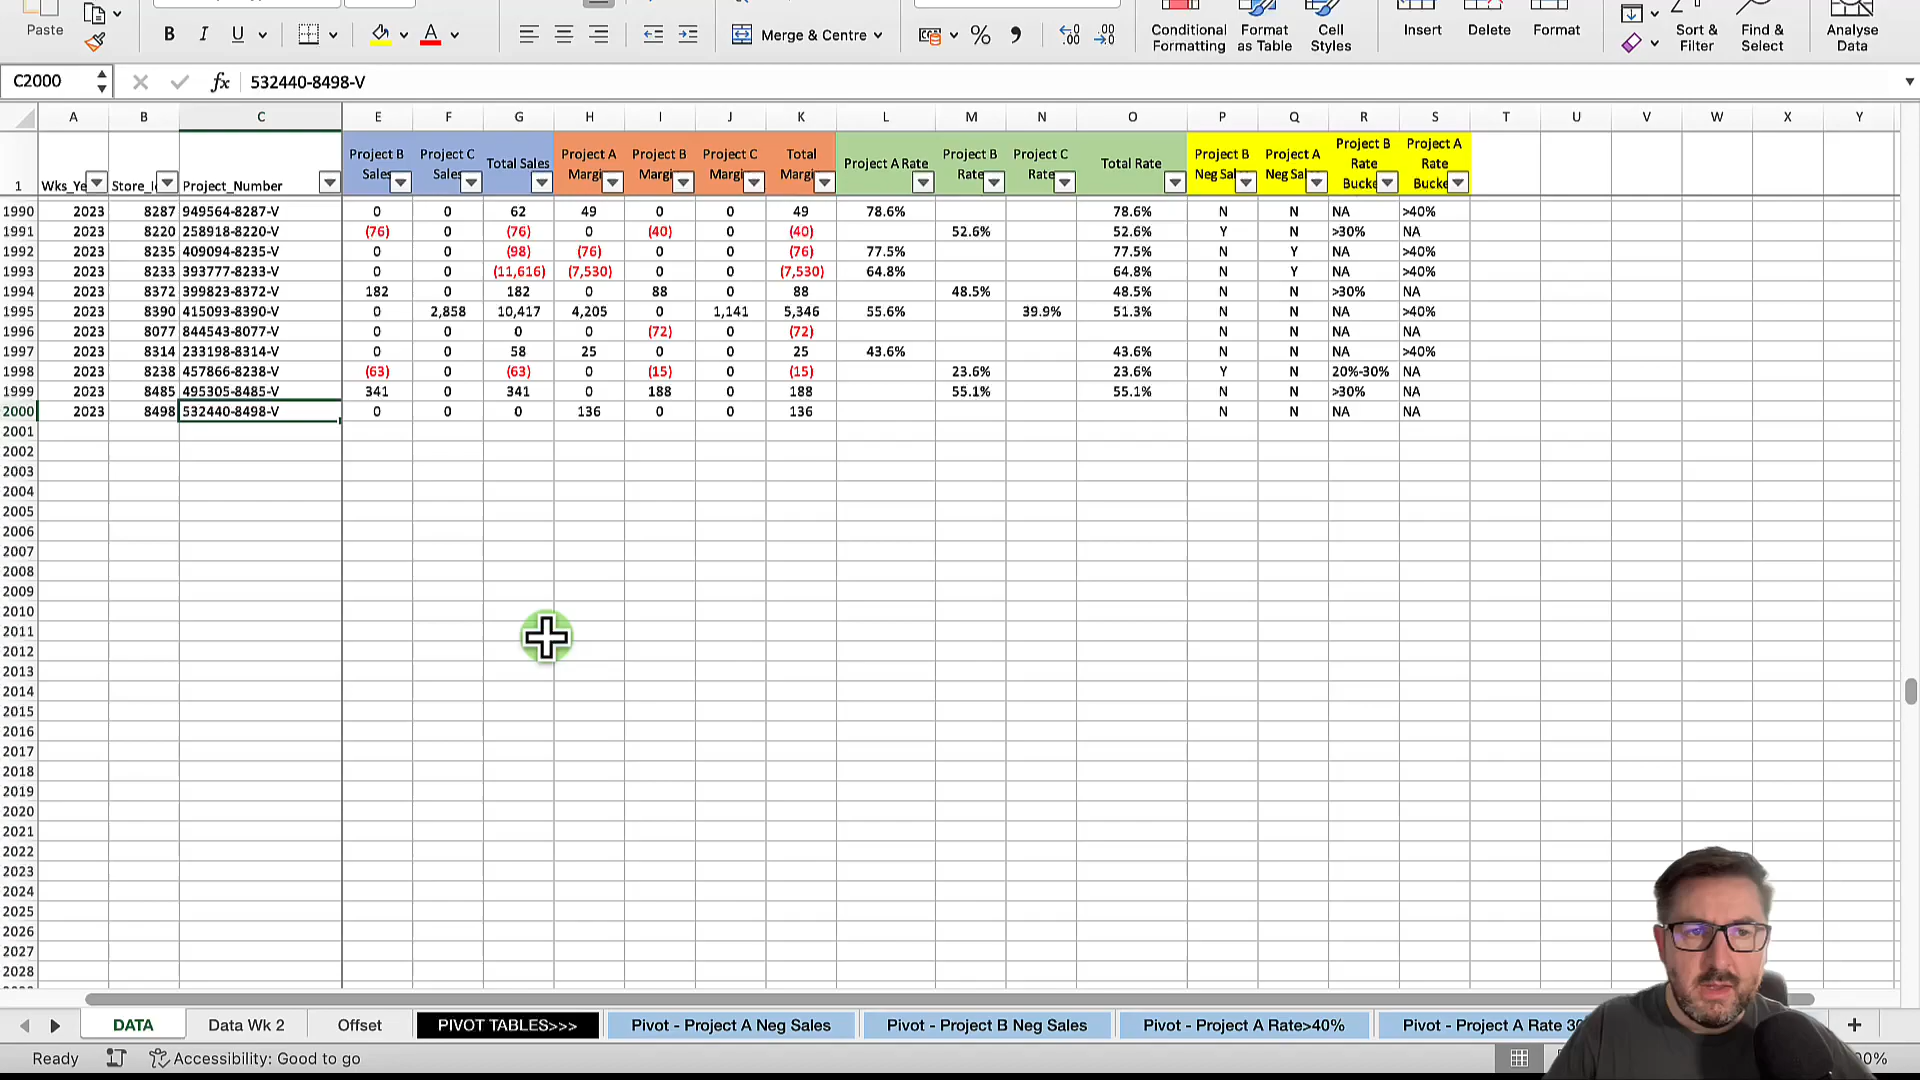 Paste B I U A Merge & Centre % Conditional Formatting Format as Table Cell Styles Insert Delete Format Sort & Filter Find & Select Analyse Data
C2000 fx 532440-8498-V
A B C E F G H I J K L M N O P Q R S T U V W X Y
1 Wks_Ye Store_I Project_Number Project B Sales Project C Sales Total Sales Project A Margi Project B Margi Project C Margi Total Margi Project A Rate Project B Rate Project C Rate Total Rate Project B Neg Sal Project A Neg Sal Project B Rate Bucke Project A Rate Bucke
1990 2023 8287 949564-8287-V 0 0 62 49 0 0 49 78.6% 78.6% N N NA >40%
1991 2023 8220 258918-8220-V (76) 0 (76) 0 (40) 0 (40) 52.6% 52.6% Y N >30% NA
1992 2023 8235 409094-8235-V 0 0 (98) (76) 0 0 (76) 77.5% 77.5% N Y NA >40%
1993 2023 8233 393777-8233-V 0 0 (11,616) (7,530) 0 0 (7,530) 64.8% 64.8% N Y NA >40%
1994 2023 8372 399823-8372-V 182 0 182 0 88 0 88 48.5% 48.5% N N >30% NA
1995 2023 8390 415093-8390-V 0 2,858 10,417 4,205 0 1,141 5,346 55.6% 39.9% 51.3% N N NA >40%
1996 2023 8077 844543-8077-V 0 0 0 0 (72) 0 (72) N N NA NA
1997 2023 8314 233198-8314-V 0 0 58 25 0 0 25 43.6% 43.6% N N NA >40%
1998 2023 8238 457866-8238-V (63) 0 (63) 0 (15) 0 (15) 23.6% 23.6% Y N 20%-30% NA
1999 2023 8485 495305-8485-V 341 0 341 0 188 0 188 55.1% 55.1% N N >30% NA
2000 2023 8498 532440-8498-V 0 0 0 136 0 0 136 N N NA NA
2001
2002
2003
2004
2005
2006
2007
2008
2009
2010
2011
2012
2013
2014
2015
2016
2017
2018
2019
2020
2021
2022
2023
2024
2025
2026
2027
2028
DATA Data Wk 2 Offset PIVOT TABLES>>> Pivot - Project A Neg Sales Pivot - Project B Neg Sales Pivot - Project A Rate>40% Pivot - Project A Rate 30
Ready Accessibility: Good to go